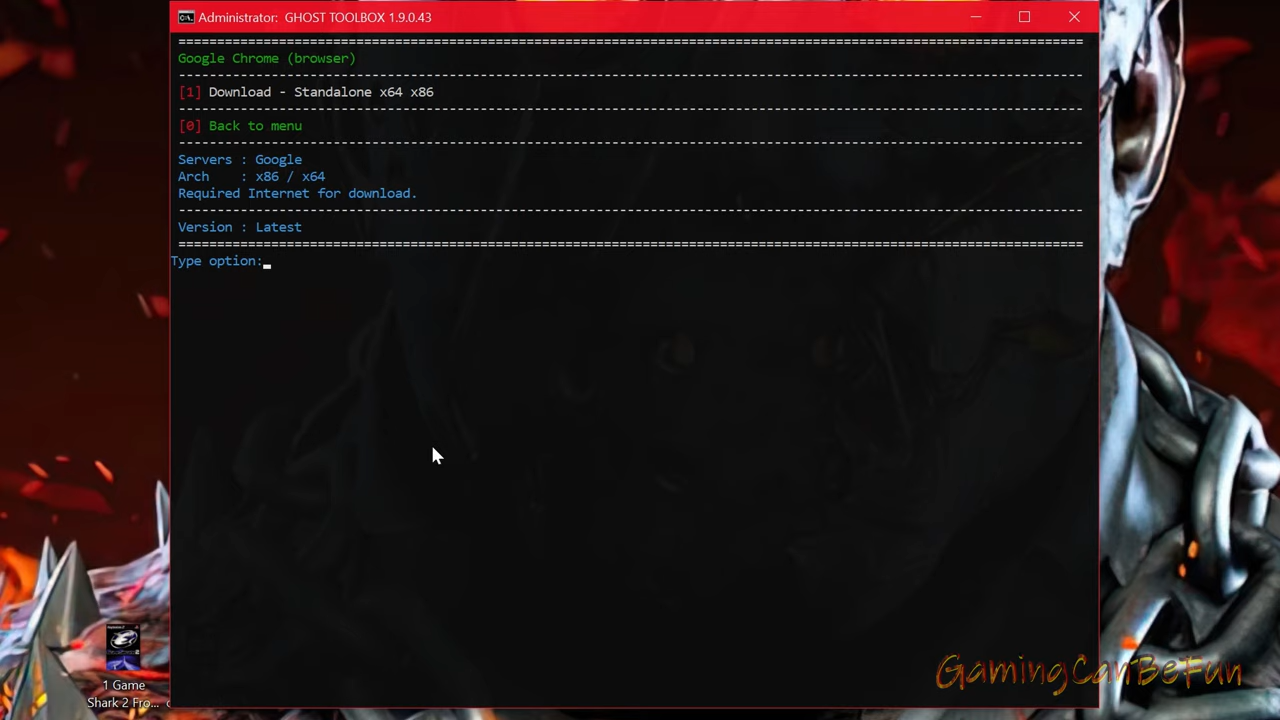 Administrator:  GHOST TOOLBOX 1.9.0.43
=====================================================================================================================
Google Chrome (browser)
---------------------------------------------------------------------------------------------------------------------
[1] Download - Standalone x64 x86
---------------------------------------------------------------------------------------------------------------------
[0] Back to menu
---------------------------------------------------------------------------------------------------------------------
Servers : Google
Arch    : x86 / x64
Required Internet for download.
---------------------------------------------------------------------------------------------------------------------
Version : Latest
=====================================================================================================================
Type option:
1 Game
Shark 2 Fro...
GamingCanBeFun